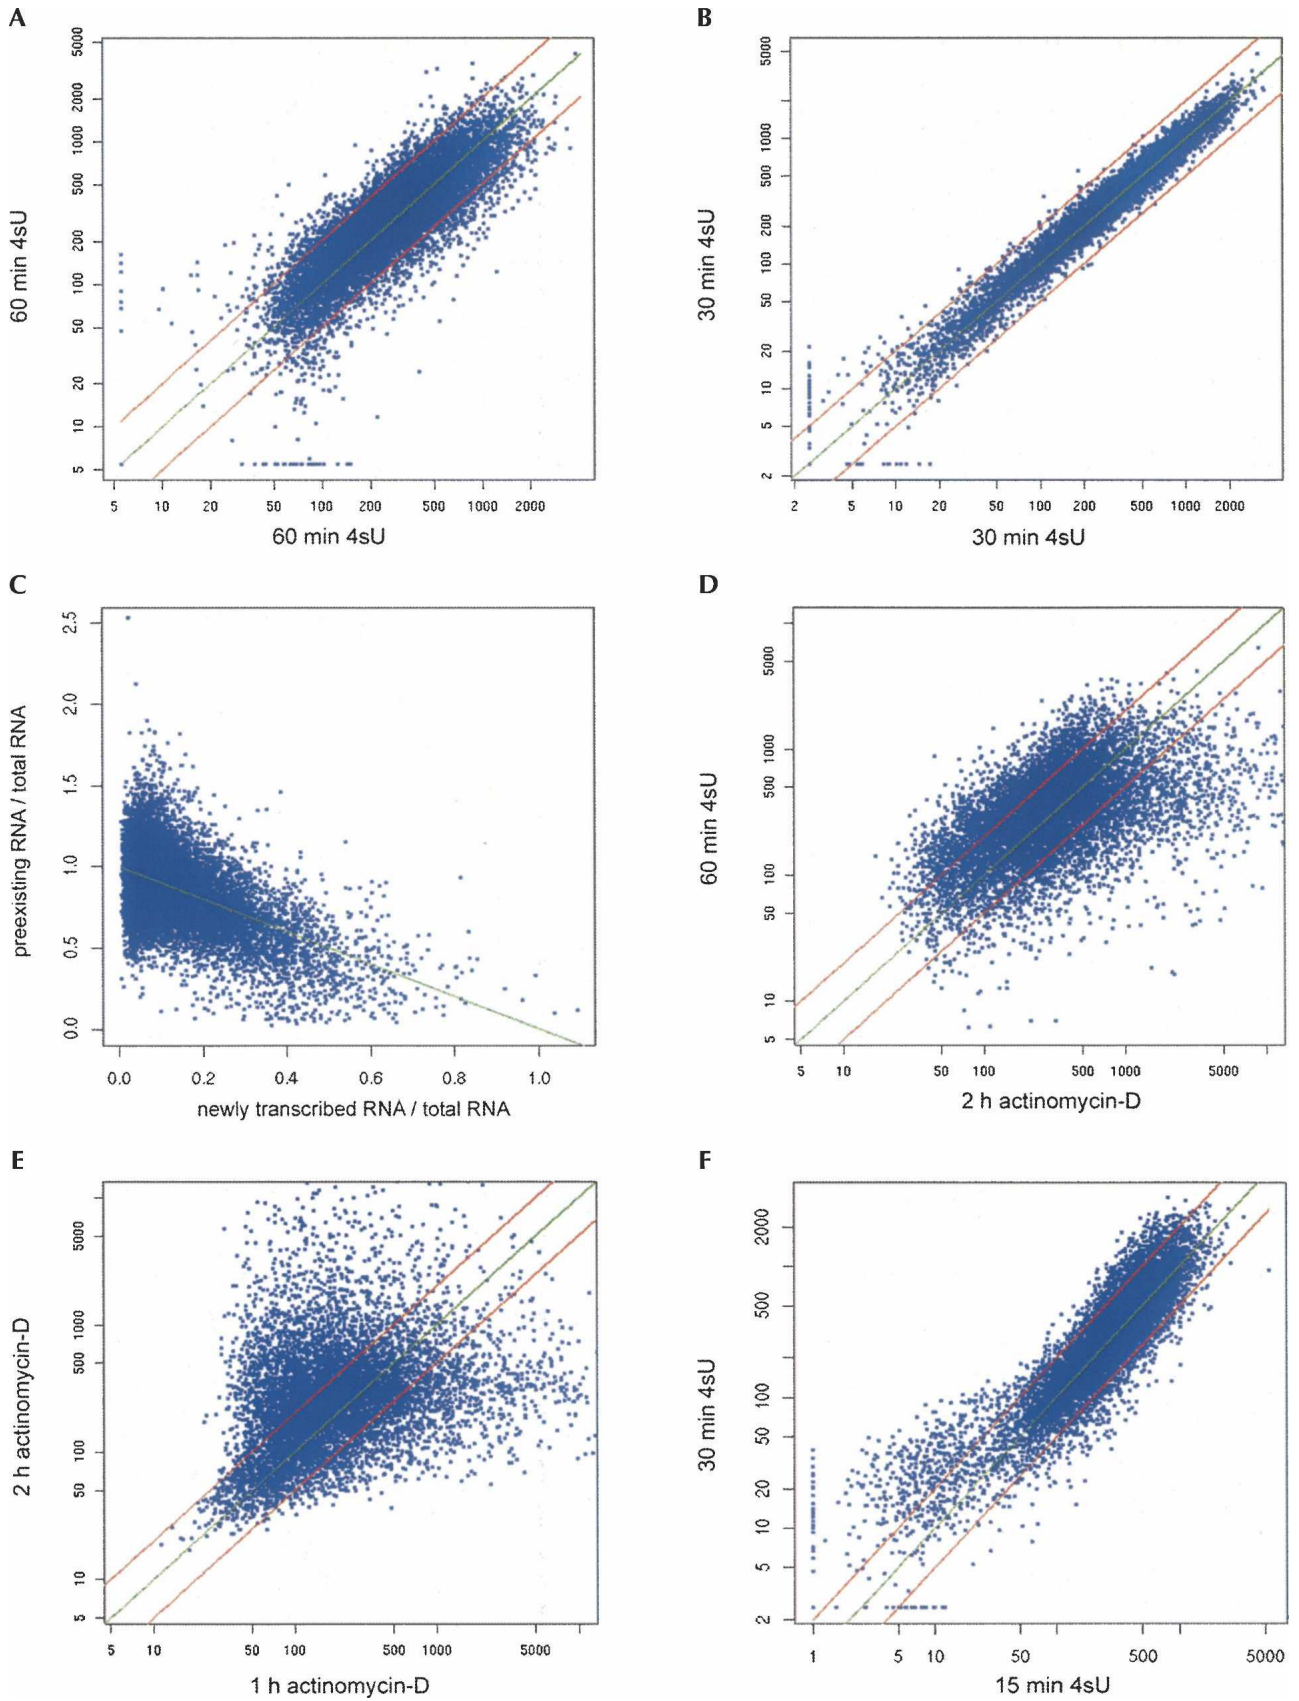 A
5000
2000
1000
500
200
100
50
20
10
5
60 min 4sU
5 10 20 50 100 200 500 1000 2000
60 min 4sU
B
5000
1000
500
200
100
50
20
10
5
2
30 min 4sU
2 5 10 20 50 100 200 500 1000 2000
30 min 4sU
C
2.5
2.0
1.5
1.0
0.5
0.0
preexisting RNA / total RNA
0.0 0.2 0.4 0.6 0.8 1.0
newly transcribed RNA / total RNA
D
5000
1000
500
100
50
10
5
60 min 4sU
5 10 50 100 500 1000 5000
2 h actinomycin-D
E
5000
1000
500
100
50
10
5
2 h actinomycin-D
5 10 50 100 500 1000 5000
1 h actinomycin-D
F
2000
500
100
50
20
10
5
2
30 min 4sU
1 5 10 50 500 5000
15 min 4sU